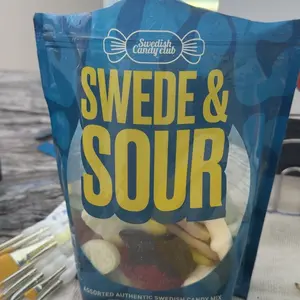 Swedish
Candy club
SWEDE &
SOUR
ASSORTED AUTHENTIC SWEDISH CANDY MIX